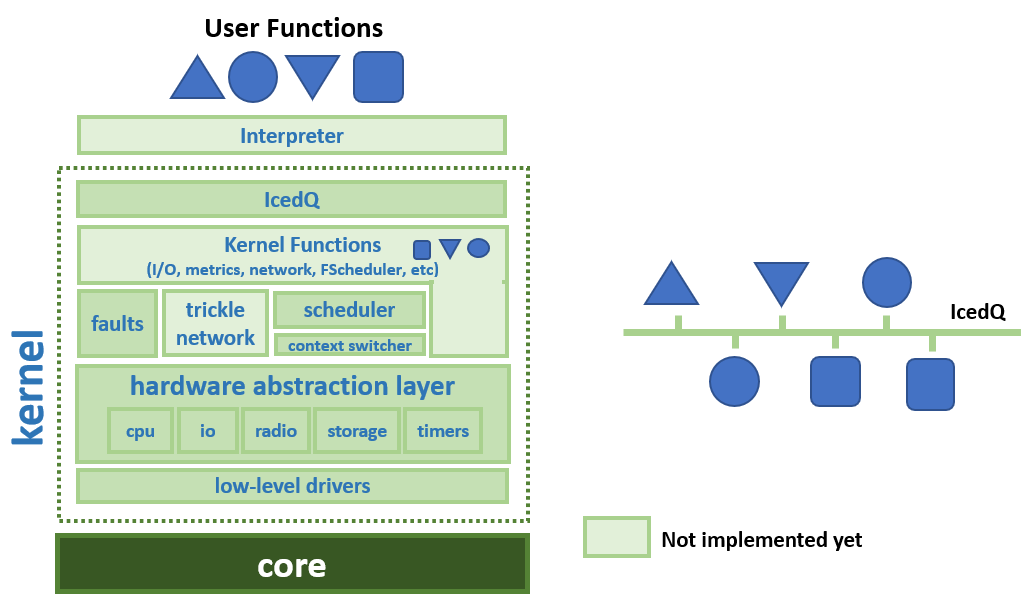 User Functions
Interpreter
IcedQ
Kernel Functions
(I/O, metrics, network, FScheduler, etc)
faults
trickle
network
scheduler
context switcher
kernel
hardware abstraction layer
cpu
io
radio
storage
timers
low-level drivers
core
IcedQ
Not implemented yet